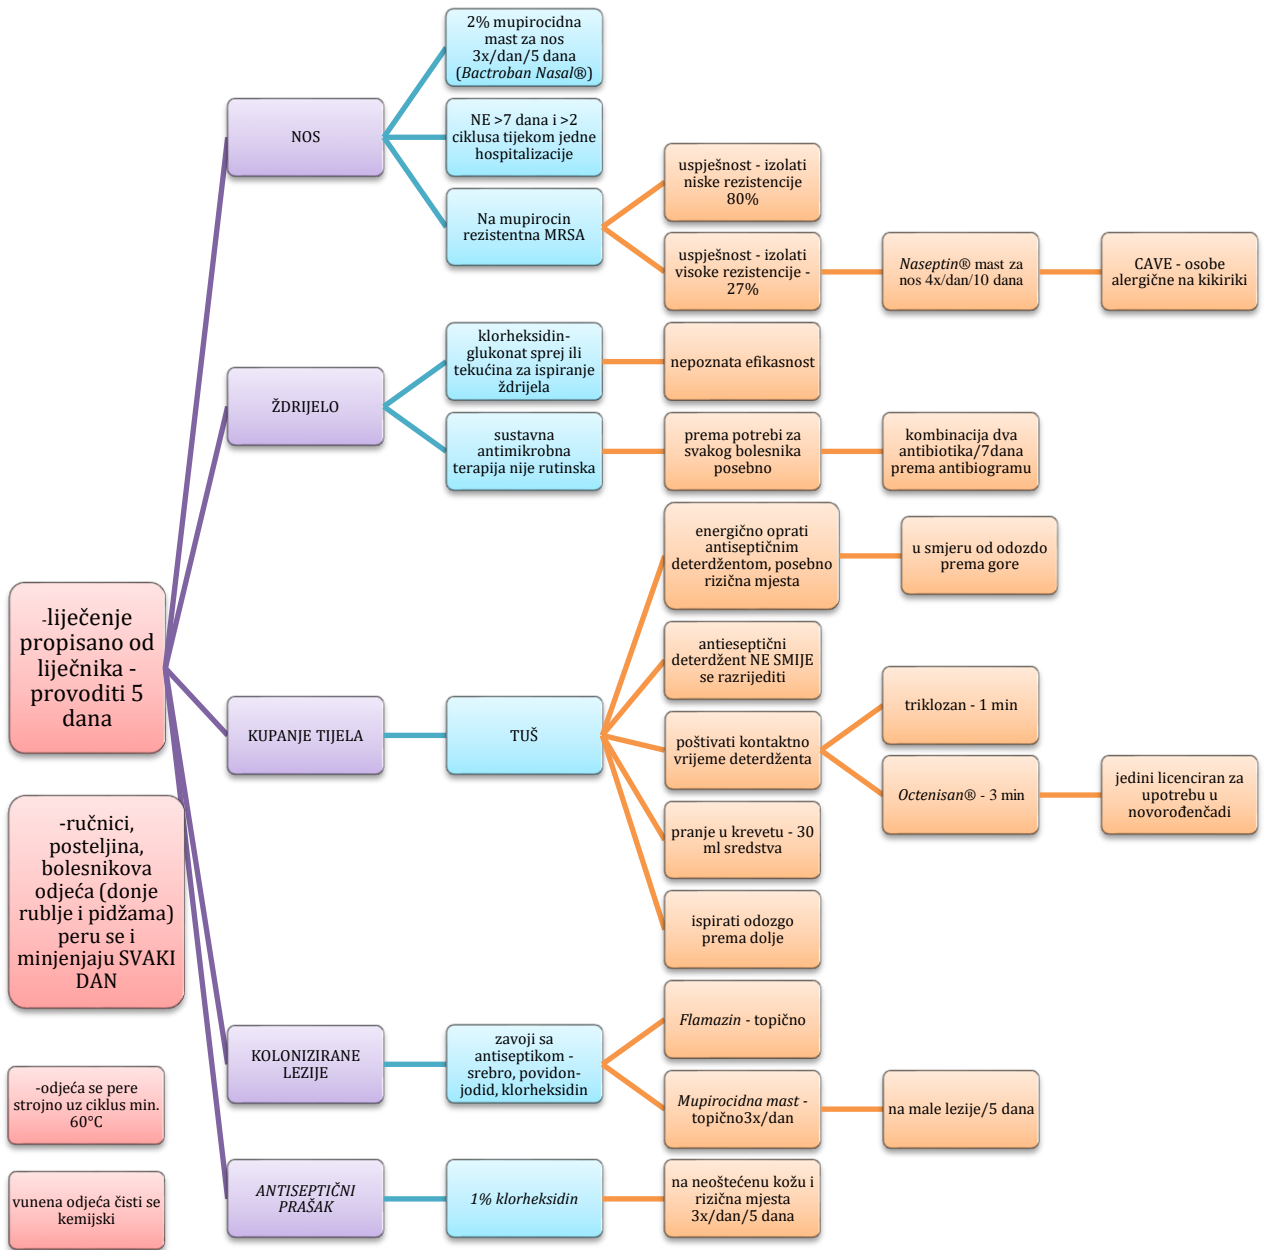 -liječenje
propisano od
liječnika -
provoditi 5
dana
-ručnici,
posteljina,
bolesnikova
odjeća (donje
rublje i pidžama)
peru se i
minjenjaju SVAKI
DAN
-odjeća se pere
strojno uz ciklus min.
60°C
vunena odjeća čisti se
kemijski
NOS
2% mupirocidna
mast za nos
3x/dan/5 dana
(Bactroban Nasal®)
NE >7 dana i >2
ciklusa tijekom jedne
hospitalizacije
Na mupirocin
rezistentna MRSA
uspješnost - izolati
niske rezistencije
80%
uspješnost - izolati
visoke rezistencije -
27%
Naseptin® mast za
nos 4x/dan/10 dana
CAVE - osobe
alergične na kikiriki
ŽDRIJELO
klorheksidin-
glukonat sprej ili
tekućina za ispiranje
ždrijela
nepoznata efikasnost
sustavna
antimikrobna
terapija nije rutinska
prema potrebi za
svakog bolesnika
posebno
kombinacija dva
antibiotika/7dana
prema antibiogramu
KUPANJE TIJELA
TUŠ
energično oprati
antiseptičnim
deterdžentom, posebno
rizična mjesta
u smjeru od odozdo
prema gore
antieseptični
deterdžent NE SMIJE
se razrijediti
poštivati kontaktno
vrijeme deterdženta
triklozan - 1 min
Octenisan® - 3 min
jedini licenciran za
upotrebu u
novorođenčadi
pranje u krevetu - 30
ml sredstva
ispirati odozgo
prema dolje
KOLONIZIRANE
LEZIJE
zavoji sa
antiseptikom -
srebro, povidon-
jodid, klorheksidin
Flamazin - topično
Mupirocidna mast -
topično3x/dan
na male lezije/5 dana
ANTISEPTIČNI
PRAŠAK
1% klorheksidin
na neoštećenu kožu i
rizična mjesta
3x/dan/5 dana